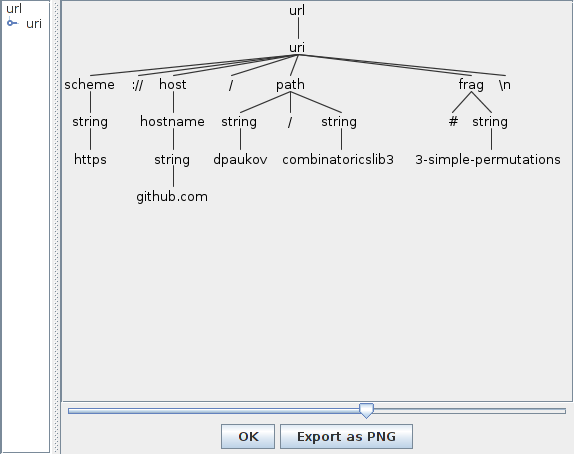 url
uri
url
uri
scheme :// host / path frag \n
string hostname string / string # string
https string dpaukov combinatoricslib3 3-simple-permutations
github.com
OK Export as PNG